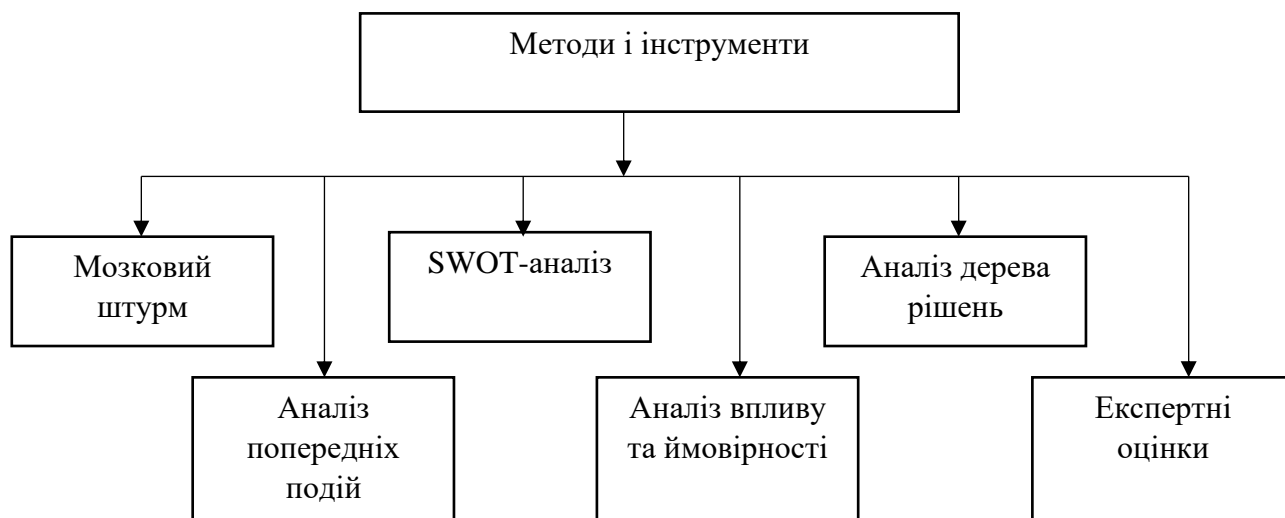 Методи і інструменти
Мозковий
штурм
SWOT-аналіз
Аналіз дерева
рішень
Аналіз
попередніх
подій
Аналіз впливу
та ймовірності
Експертні
оцінки